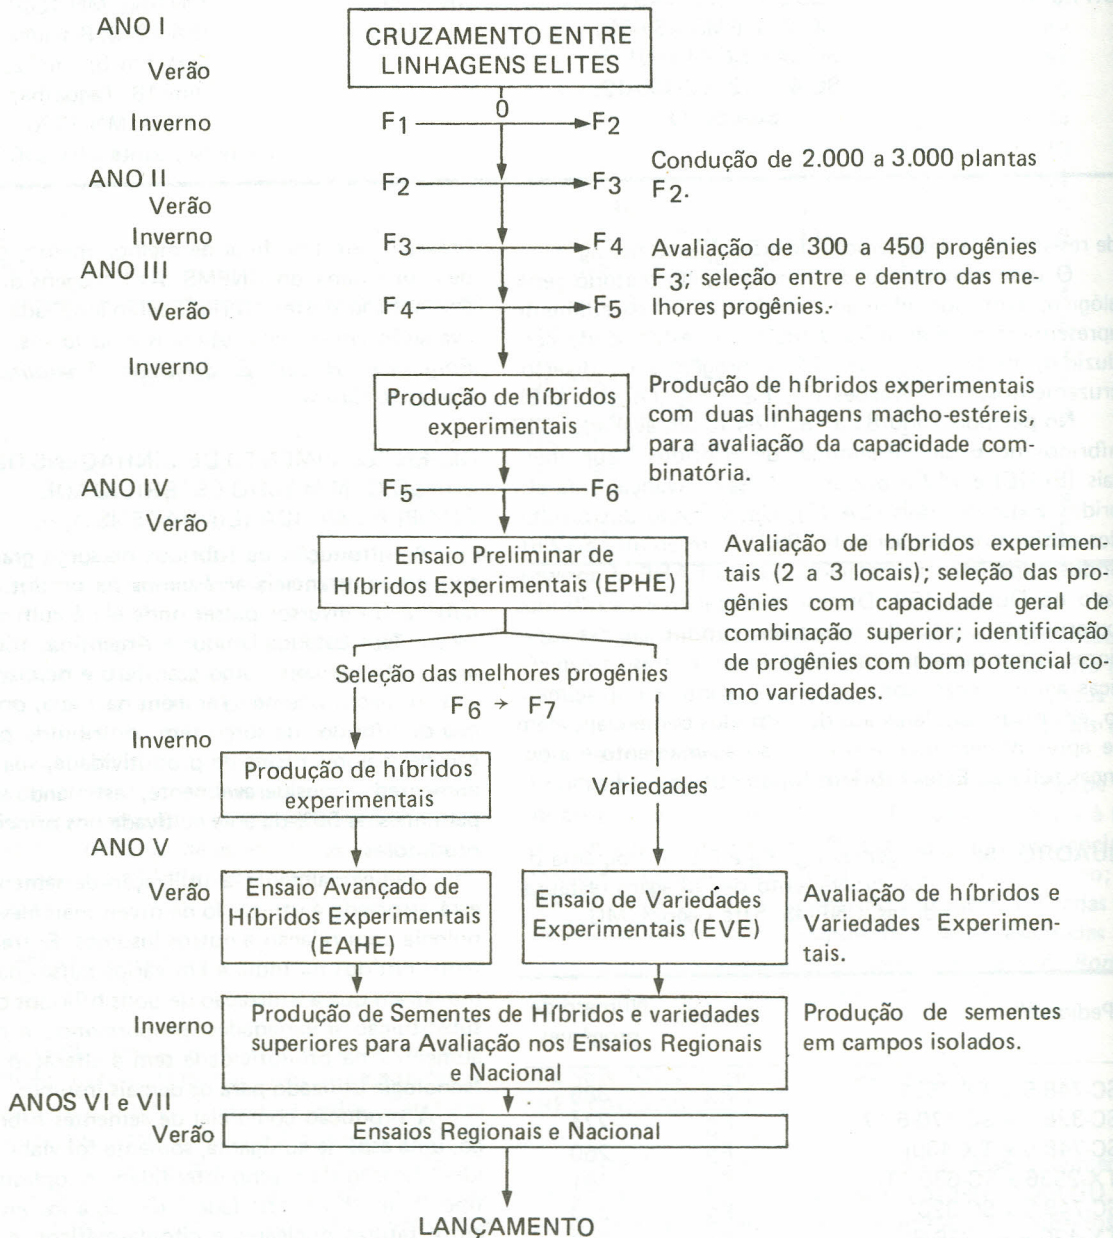 ANO I
CRUZAMENTO ENTRE
LINHAGENS ELITES
Verão
0
Inverno
F1 F2
Condução de 2.000 a 3.000 plantas
F2.
ANO II
F2 F3
Verão
Inverno
F3 F4
Avaliação de 300 a 450 progênies
F3; seleção entre e dentro das me-
lhores progênies.
ANO III
Verão
F4 F5
Inverno
Produção de híbridos
experimentais
Produção de híbridos experimentais
com duas linhagens macho-estéreis,
para avaliação da capacidade com-
binatória.
ANO IV
F5 F6
Verão
Ensaio Preliminar de
Híbridos Experimentais (EPHE)
Avaliação de híbridos experimen-
tais (2 a 3 locais); seleção das pro-
gênies com capacidade geral de
combinação superior; identificação
de progênies com bom potencial co-
mo variedades.
Seleção das melhores progênies
F6 → F7
Inverno
Produção de híbridos
experimentais
Variedades
ANO V
Verão
Ensaio Avançado de
Híbridos Experimentais
(EAHE)
Ensaio de Variedades
Experimentais (EVE)
Avaliação de híbridos e
Variedades Experimen-
tais.
Inverno
Produção de Sementes de Híbridos e variedades
superiores para Avaliação nos Ensaios Regionais
e Nacional
Produção de sementes
em campos isolados.
ANOS VI e VII
Verão
Ensaios Regionais e Nacional
LANÇAMENTO